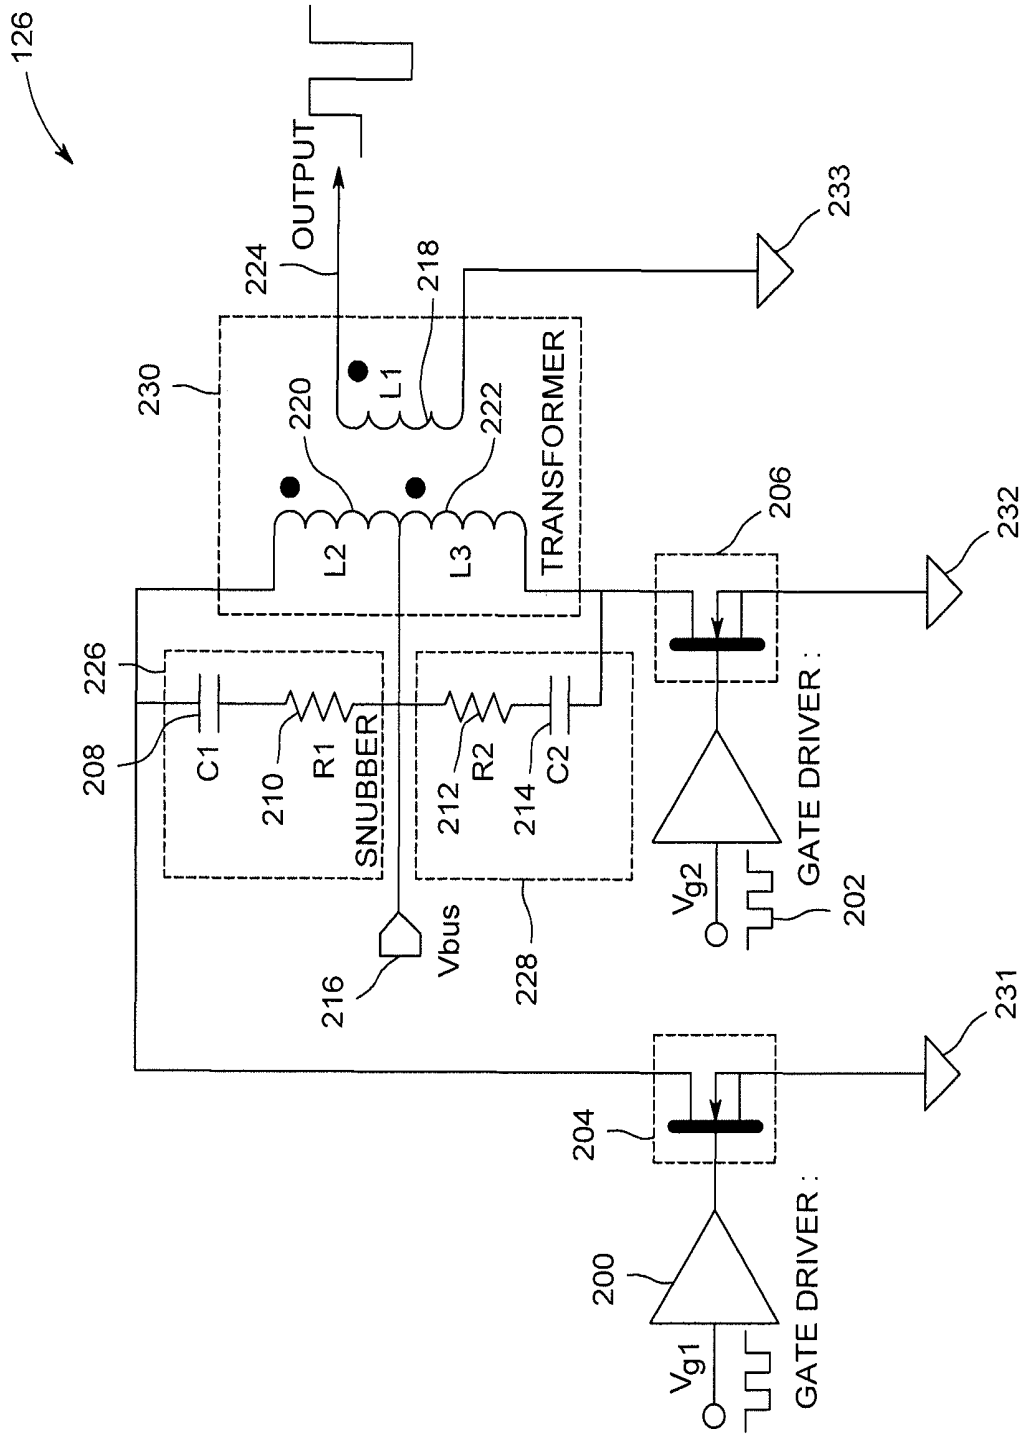 126
OUTPUT
224
218
233
230
220
L1
222
L2
L3
TRANSFORMER
206
232
226
208
C1
210
R1
SNUBBER
212
R2
214
C2
228
216
Vbus
Vg2
GATE DRIVER :
202
204
231
200
Vg1
GATE DRIVER :